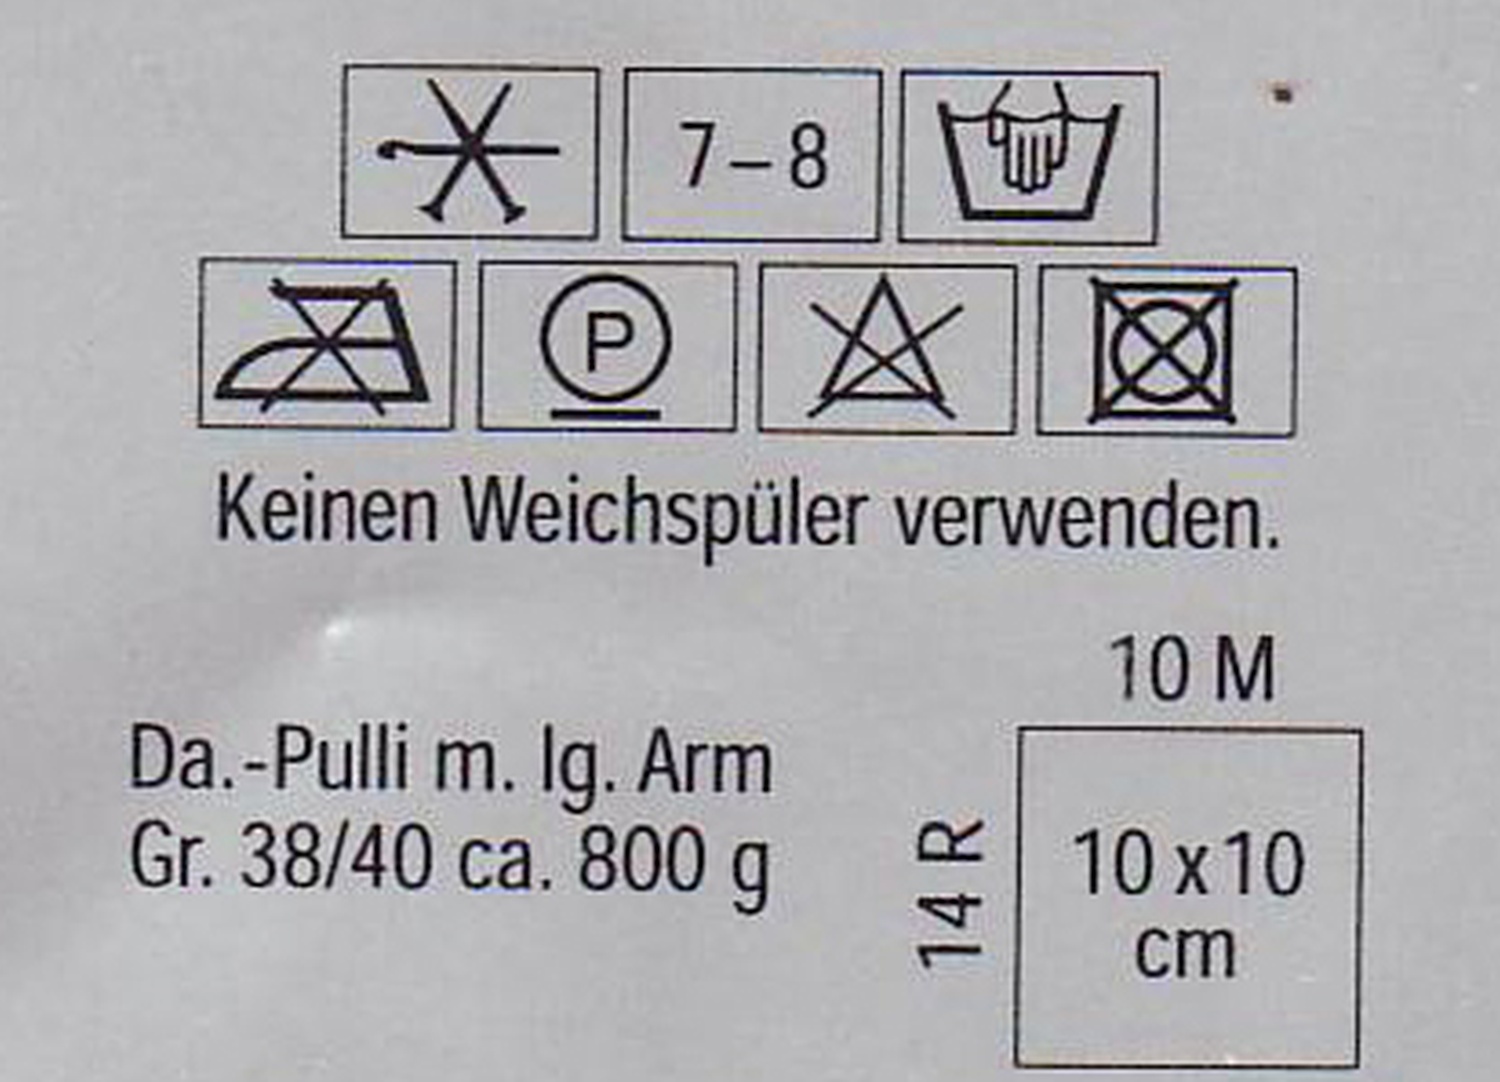 7–8
P
Keinen Weichspüler verwenden.
10 M
Da.-Pulli m. lg. Arm
Gr. 38/40 ca. 800 g
14 R
10 x 10
cm